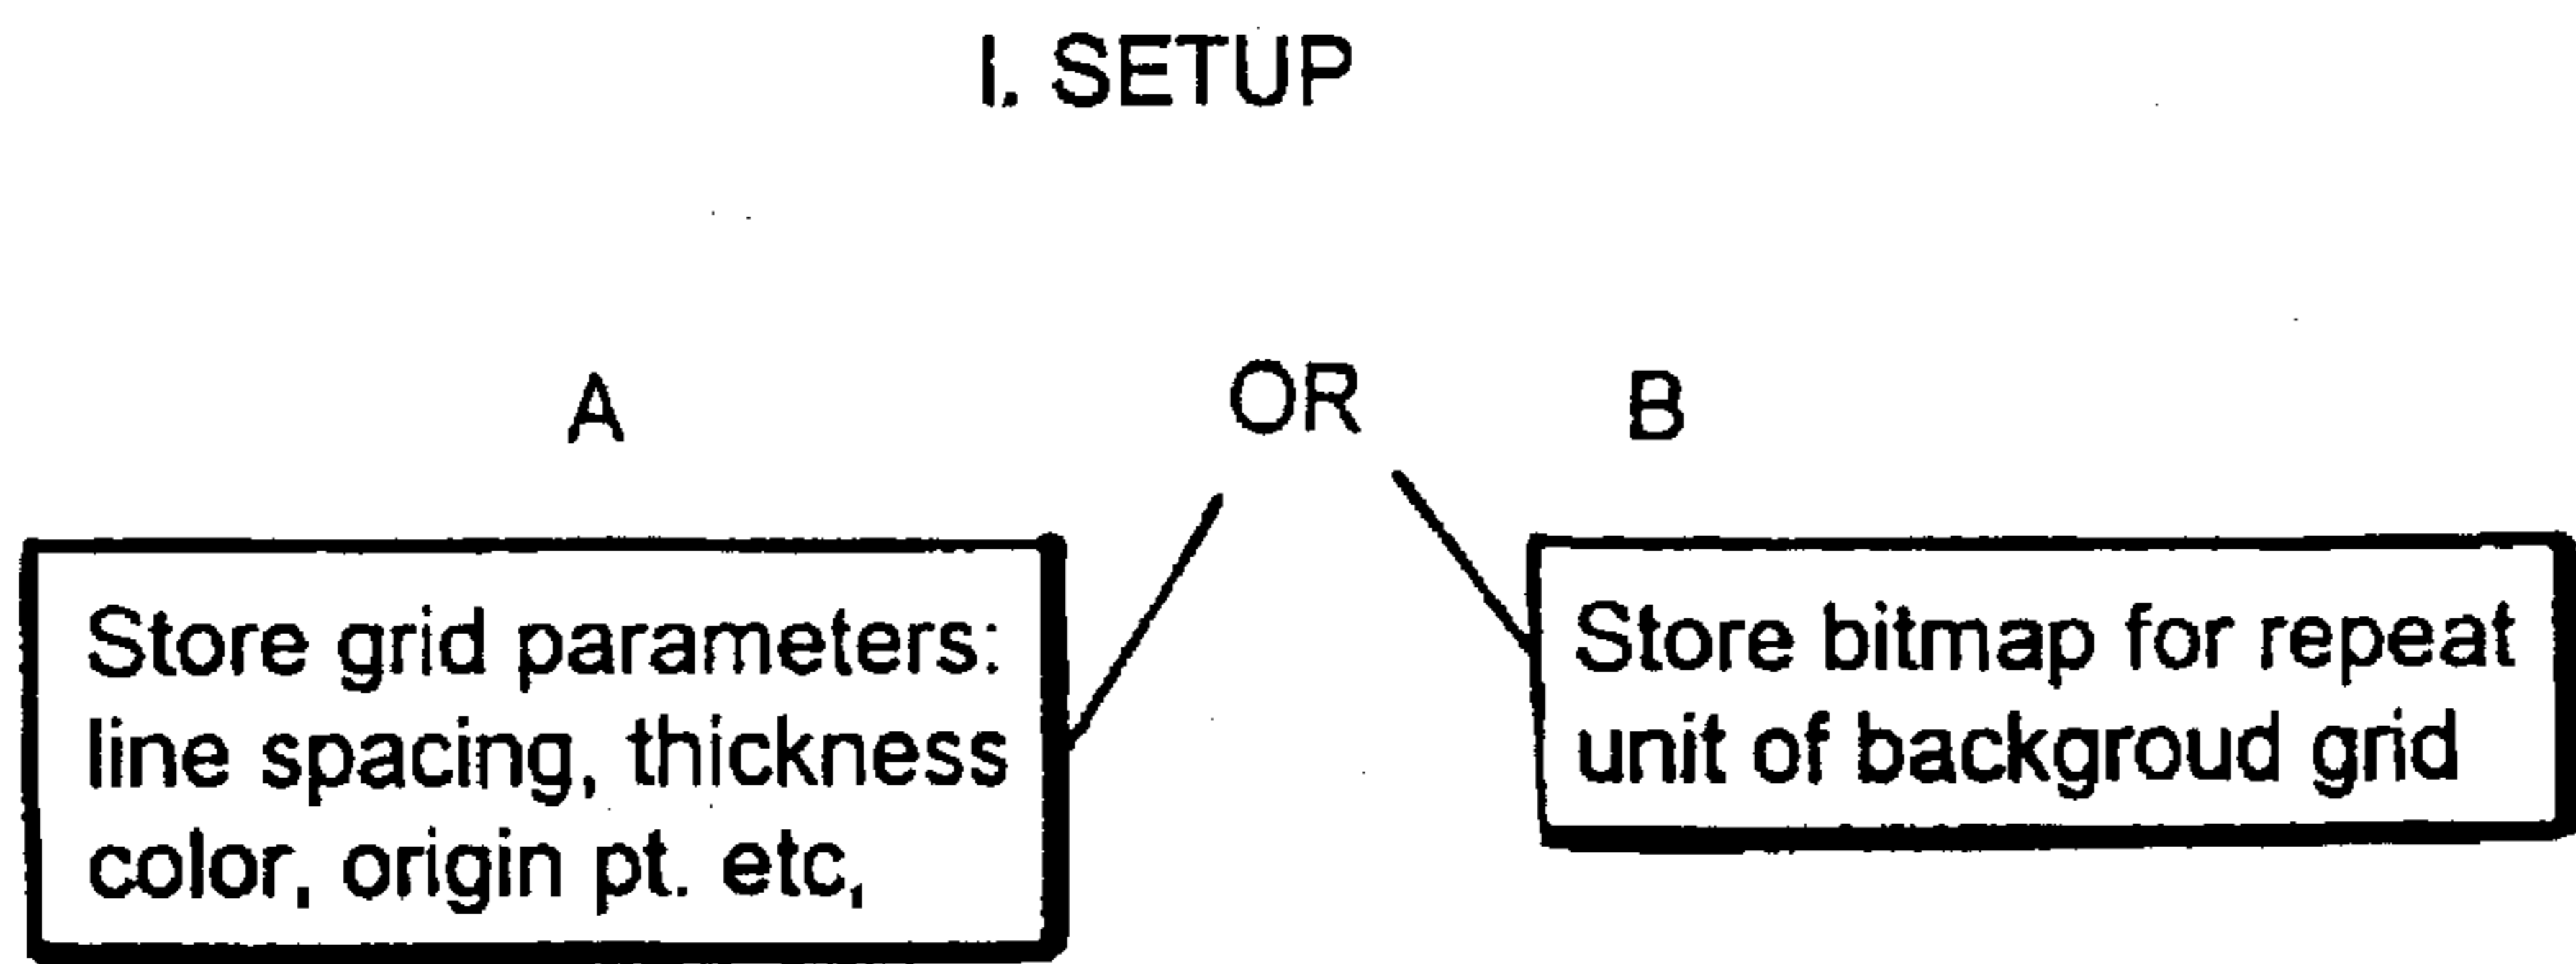 I. SETUP
A
OR
B
Store grid parameters:
line spacing, thickness
color, origin pt. etc,
Store bitmap for repeat
unit of backgroud grid